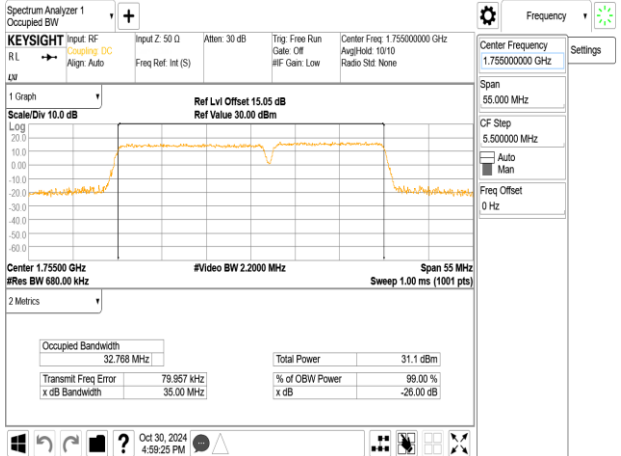 Spectrum Analyzer 1
Occupied BW
Frequency
KEYSIGHT
RL
LXI
Input: RF
Coupling: DC
Align: Auto
Input Z: 50 Ω
Freq Ref: Int (S)
Atten: 30 dB
Trig: Free Run
Gate: Off
#IF Gain: Low
Center Freq: 1.755000000 GHz
Avg|Hold: 10/10
Radio Std: None
Center Frequency
1.755000000 GHz
Settings
Span
55.000 MHz
CF Step
5.500000 MHz
Auto
Man
Freq Offset
0 Hz
1 Graph
Scale/Div 10.0 dB
Ref Lvl Offset 15.05 dB
Ref Value 30.00 dBm
Log
20.0
10.0
0.00
-10.0
-20.0
-30.0
-40.0
-50.0
-60.0
Center 1.75500 GHz
#Video BW 2.2000 MHz
Span 55 MHz
#Res BW 680.00 kHz
Sweep 1.00 ms (1001 pts)
2 Metrics
Occupied Bandwidth
32.768 MHz
Total Power 31.1 dBm
Transmit Freq Error 79.957 kHz
% of OBW Power 99.00 %
x dB Bandwidth 35.00 MHz
x dB -26.00 dB
?
Oct 30, 2024
4:59:25 PM